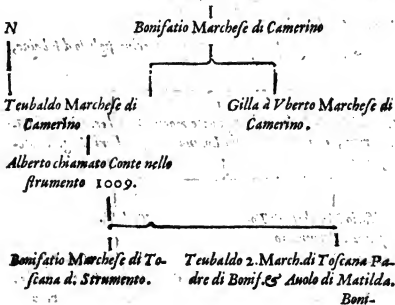 N
Bonifatio Marchese di Camerino
Teubaldo Marchese di
Camerino
Gilla à Vberto Marchese di
Camerino.
Alberto chiamato Conte nello
strumento 1009.
Bonifatio Marchese di To-
scana d. Strumento.
Teubaldo 2. March. di Toscana Pa-
dre di Bonif. & Auolo di Matilda.
Boni-